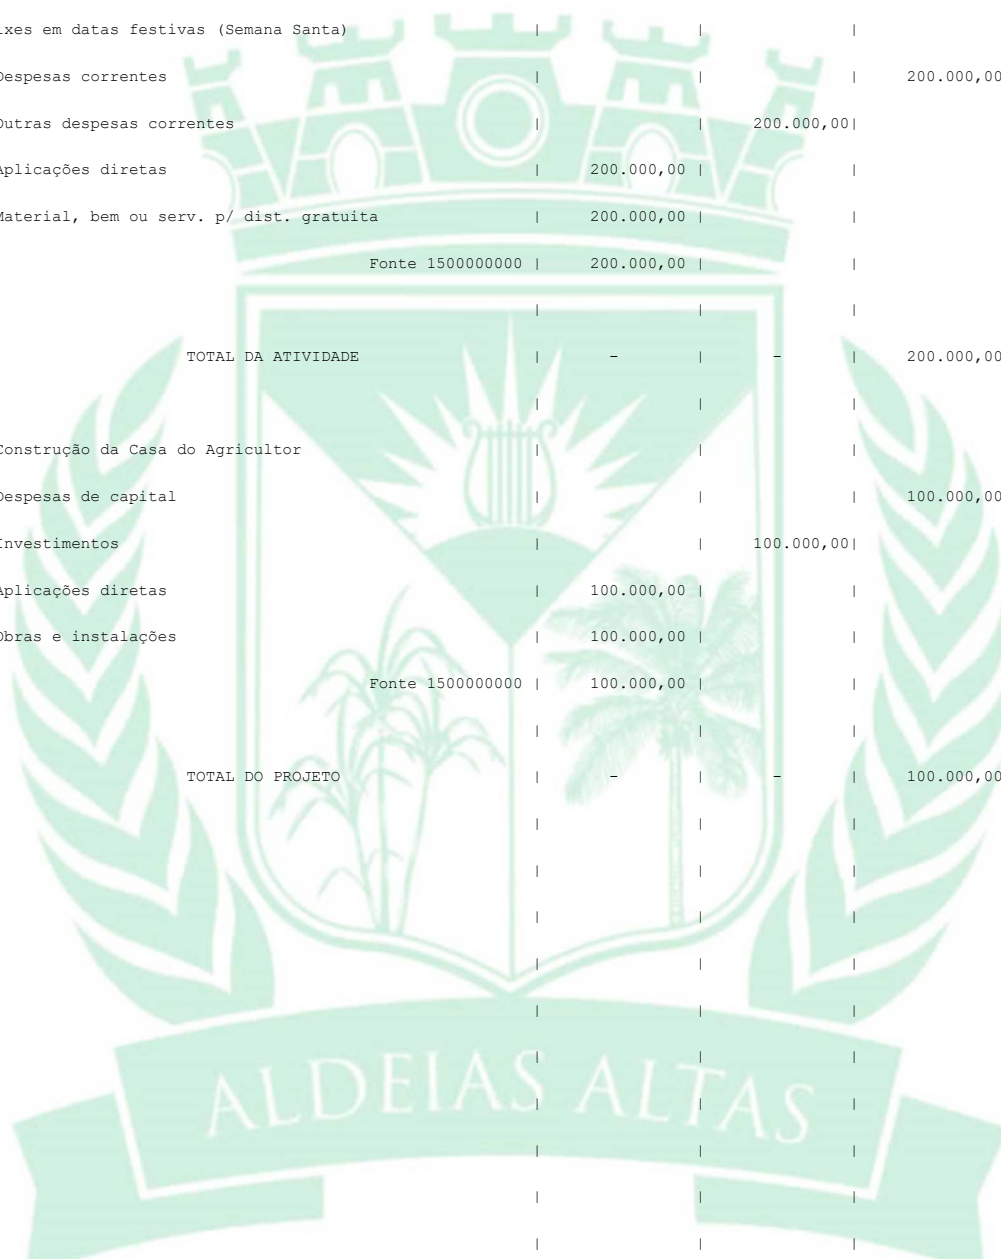 ixes em datas festivas (Semana Santa) | | |
Despesas correntes | | | 200.000,00
Outras despesas correntes | | 200.000,00|
Aplicações diretas | 200.000,00 | |
Material, bem ou serv. p/ dist. gratuita | 200.000,00 | |
Fonte 1500000000 | 200.000,00 | |
| | |
TOTAL DA ATIVIDADE | - | - | 200.000,00
| | |
Construção da Casa do Agricultor | | |
Despesas de capital | | | 100.000,00
Investimentos | | 100.000,00|
Aplicações diretas | 100.000,00 | |
Obras e instalações | 100.000,00 | |
Fonte 1500000000 | 100.000,00 | |
| | |
TOTAL DO PROJETO | - | - | 100.000,00
| | |
| | |
| | |
| | |
| | |
| | |
ALDEIAS ALTAS
| | |
| | |
| | |
| | |